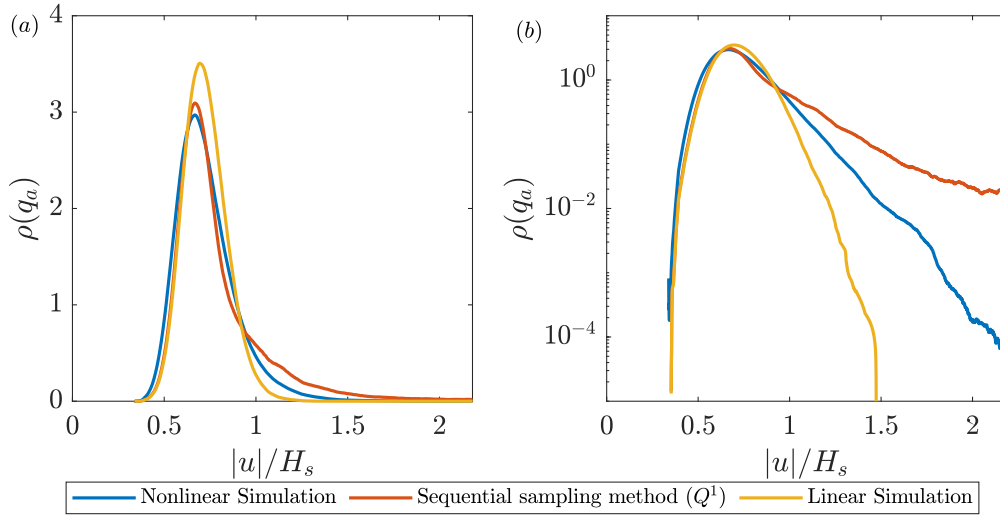 (a)
4
3
2
1
0
ρ(q_a)
0 0.5 1 1.5 2
|u|/H_s
(b)
10^0
10^-2
10^-4
ρ(q_a)
0 0.5 1 1.5 2
|u|/H_s
Nonlinear Simulation Sequential sampling method (Q^1) Linear Simulation